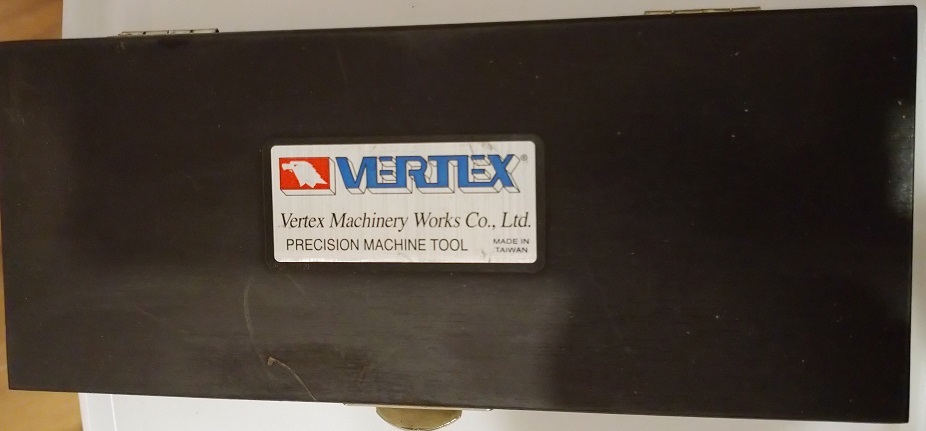 VERTEX®
Vertex Machinery Works Co., Ltd.
PRECISION MACHINE TOOL
MADE IN
TAIWAN